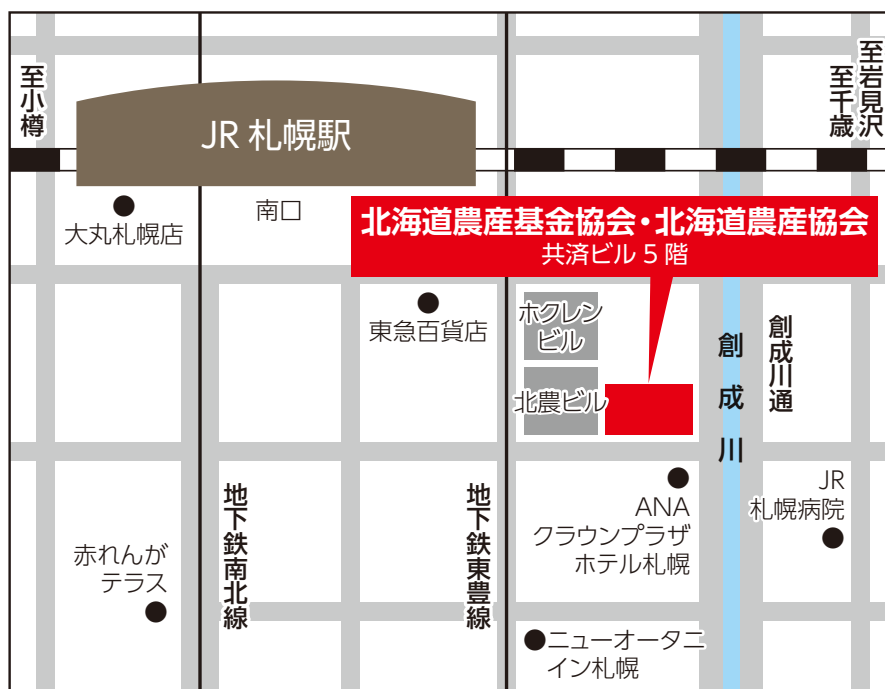 至小樽
JR 札幌駅
至岩見沢
至千歳
大丸札幌店
南口
北海道農産基金協会・北海道農産協会
共済ビル 5 階
東急百貨店
ホクレン
ビル
北農ビル
創成川
創成川通
地下鉄南北線
地下鉄東豊線
赤れんが
テラス
ANA
クラウンプラザ
ホテル札幌
JR
札幌病院
ニューオータニ
イン札幌